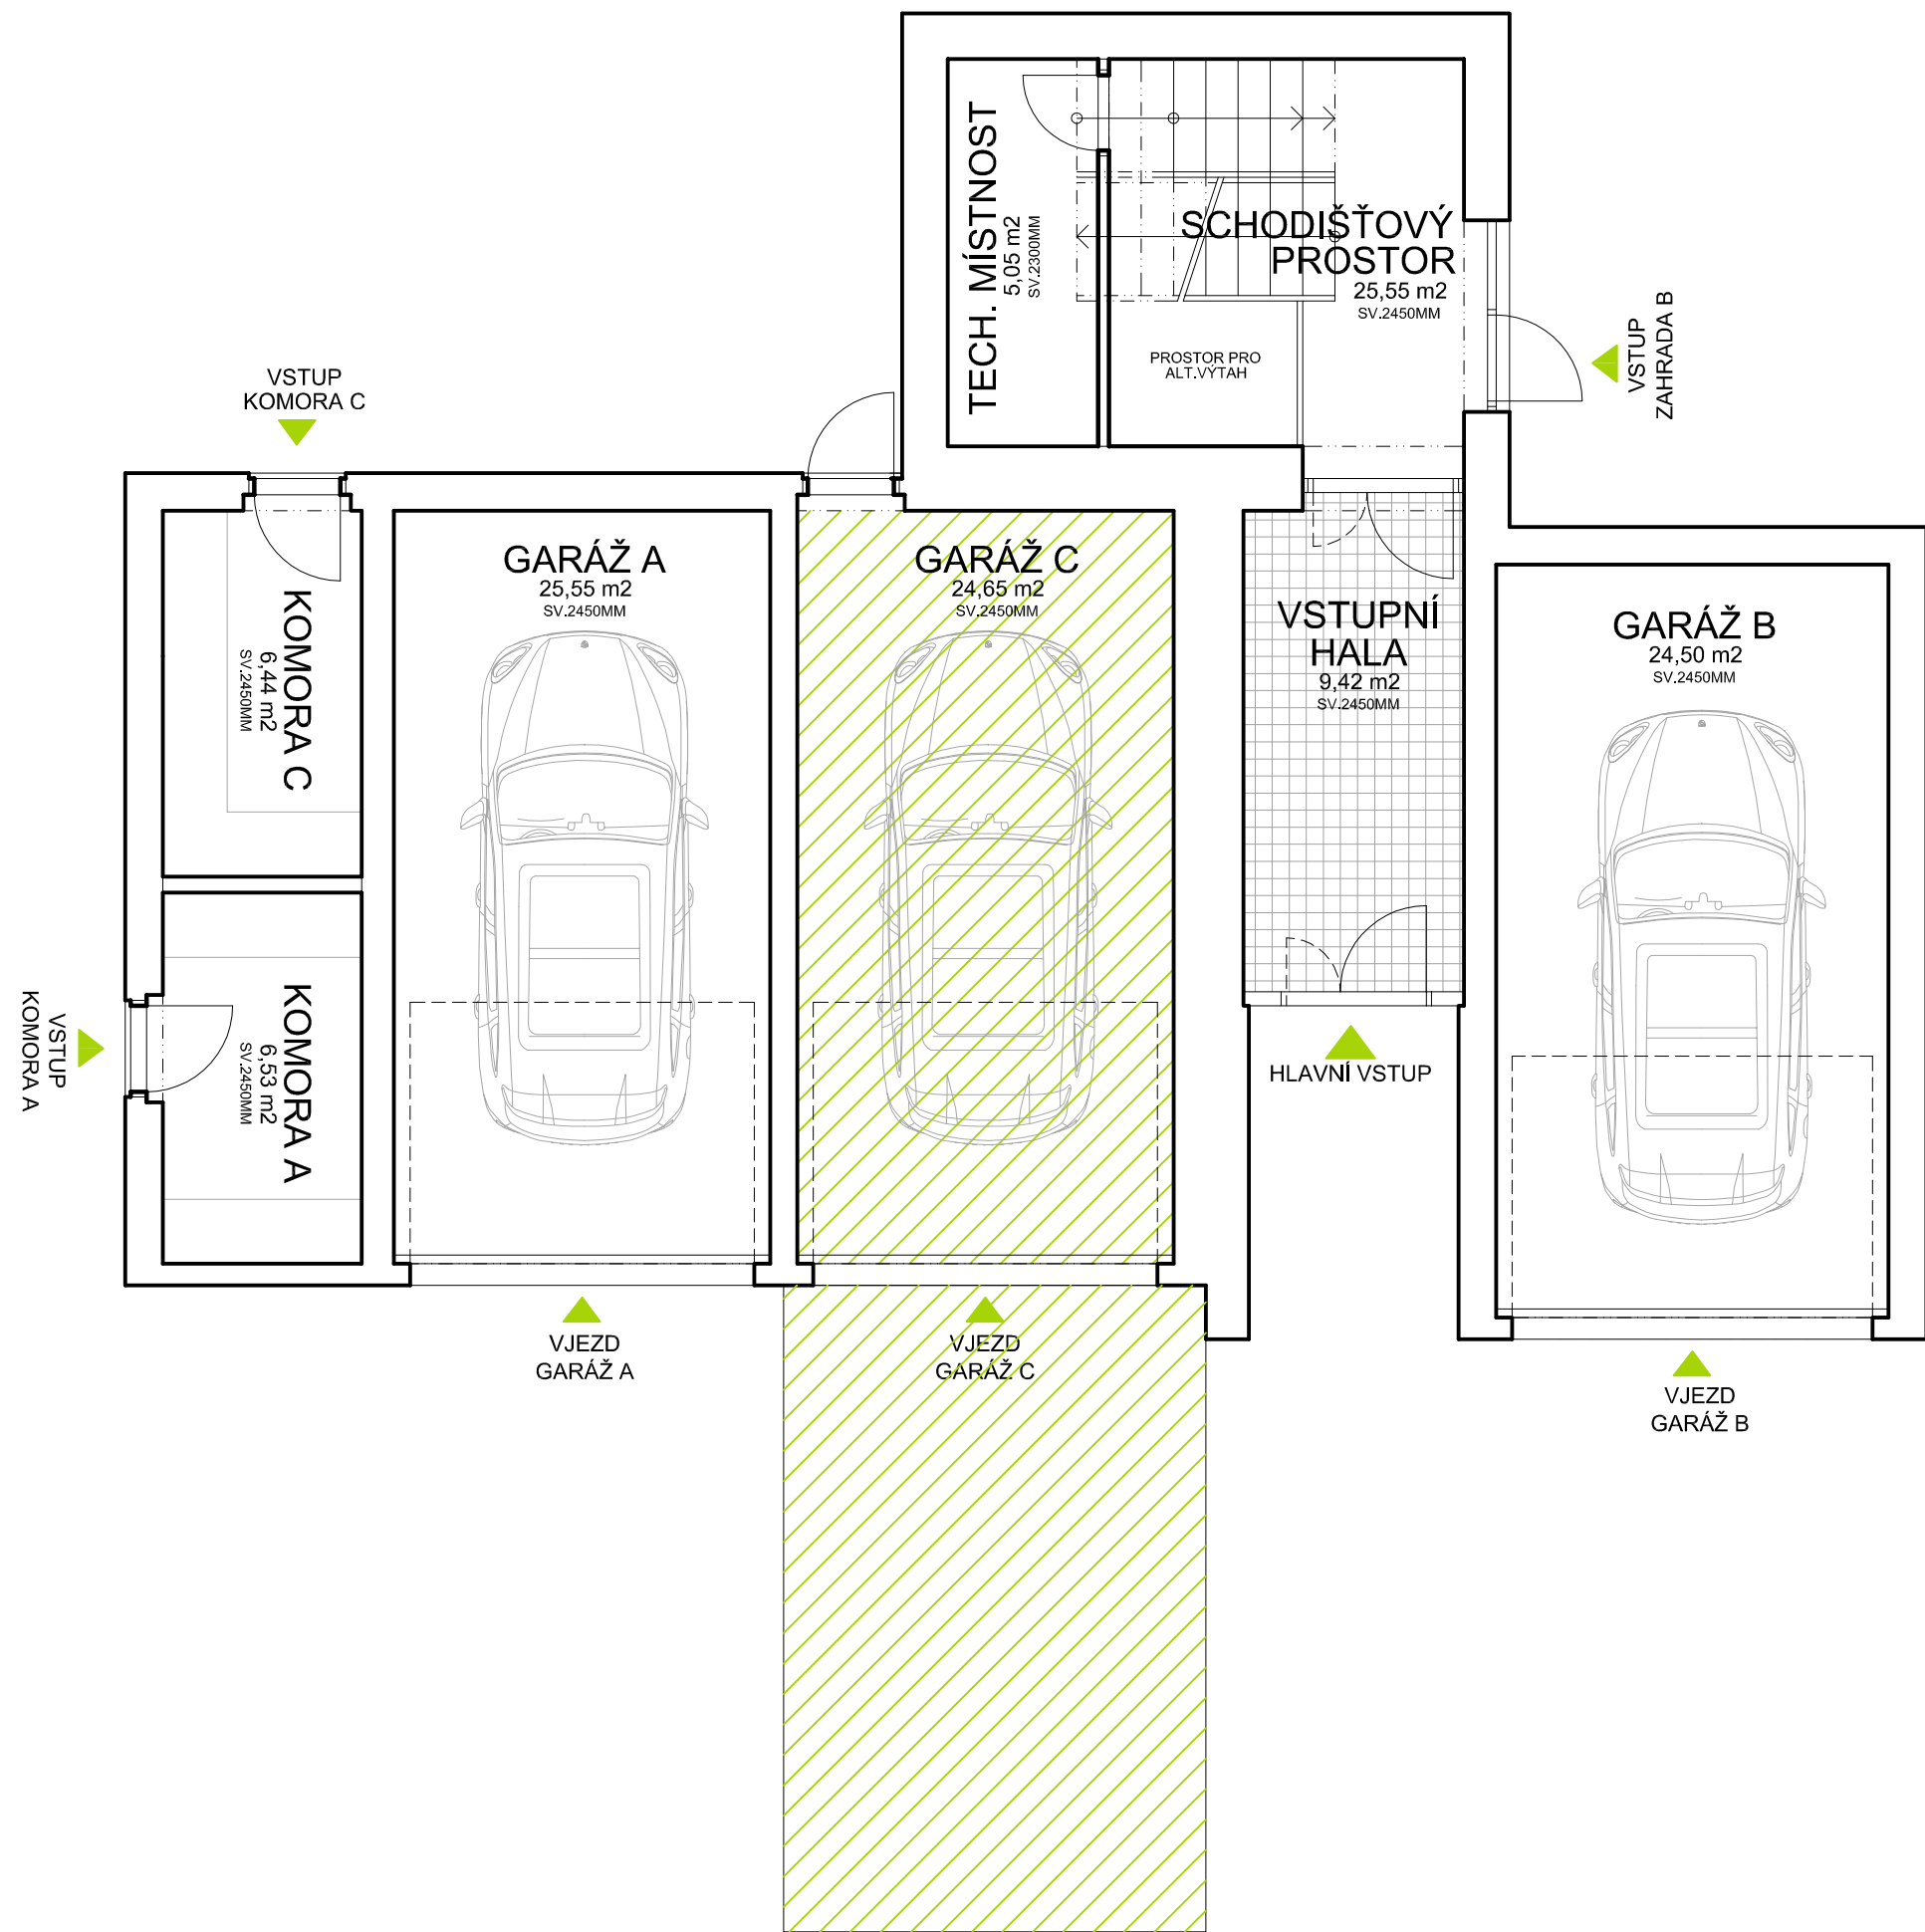 TECH. MÍSTNOST
5,05 m2
SV.2300MM
SCHODIŠŤOVÝ
PROSTOR
25,55 m2
SV.2450MM
PROSTOR PRO
ALT.VÝTAH
VSTUP
ZAHRADA B
VSTUP
KOMORA C
KOMORA C
6,44 m2
SV.2450MM
GARÁŽ A
25,55 m2
SV.2450MM
GARÁŽ C
24,65 m2
SV.2450MM
VSTUPNÍ
HALA
9,42 m2
SV.2450MM
GARÁŽ B
24,50 m2
SV.2450MM
VSTUP
KOMORA A
KOMORA A
6,53 m2
SV.2450MM
HLAVNÍ VSTUP
VJEZD
GARÁŽ A
VJEZD
GARÁŽ C
VJEZD
GARÁŽ B